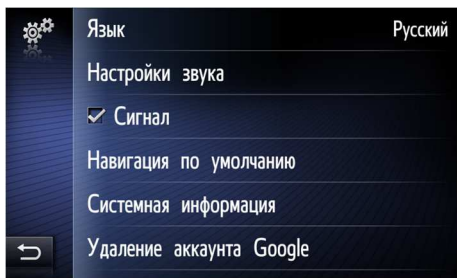 Язык Русский
Настройки звука
Сигнал
Навигация по умолчанию
Системная информация
Удаление аккаунта Google